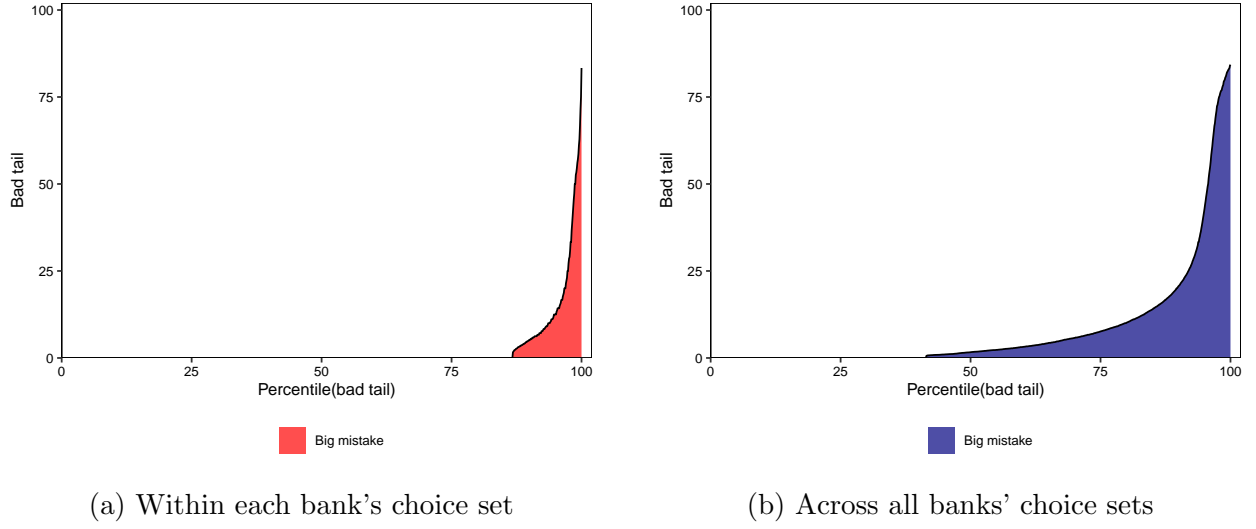 100
75
50
25
0
Bad tail
0
25
50
75
100
Percentile(bad tail)
Big mistake
(a) Within each bank's choice set
100
75
50
25
0
Bad tail
0
25
50
75
100
Percentile(bad tail)
Big mistake
(b) Across all banks' choice sets